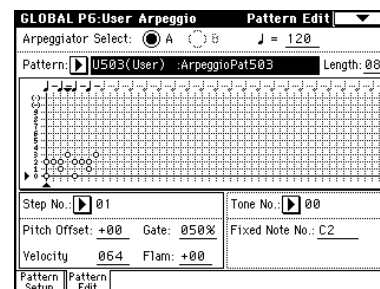 GLOBAL P6:User Arpeggio Pattern Edit
Arpeggiator Select: A B ♩ = 120
Pattern: U503(User) :ArpeggioPat503 Length: 08
Step No.: 01 Tone No.: 00
Pitch Offset: +00 Gate: 050% Fixed Note No.: C2
Velocity 064 Flam: +00
Pattern Setup Pattern Edit